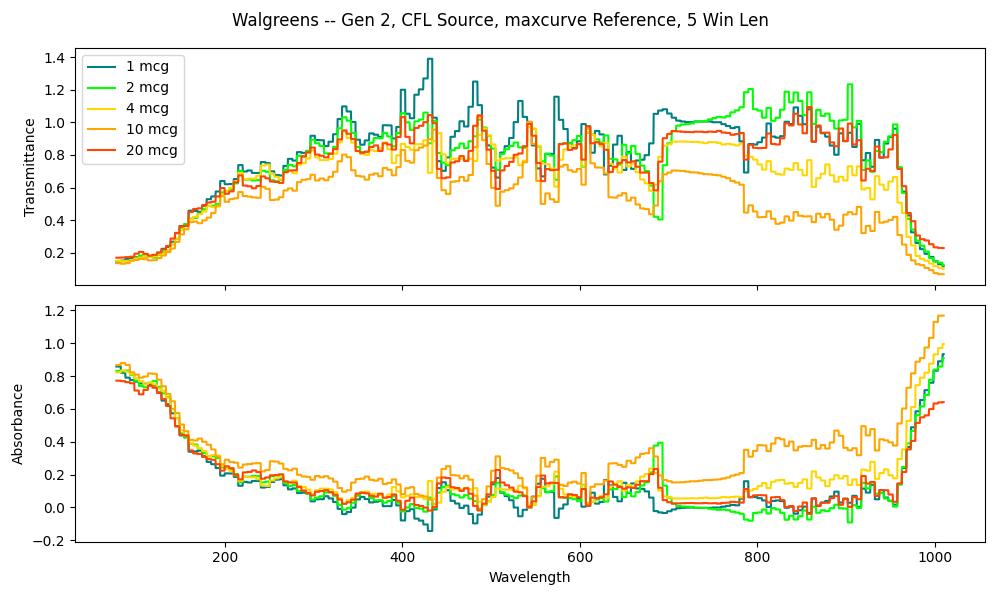 Walgreens -- Gen 2, CFL Source, maxcurve Reference, 5 Win Len
1.4
1.2
1.0
0.8
0.6
0.4
0.2
Transmittance
1 mcg
2 mcg
4 mcg
10 mcg
20 mcg
1.2
1.0
0.8
0.6
0.4
0.2
0.0
−0.2
Absorbance
200
400
600
800
1000
Wavelength